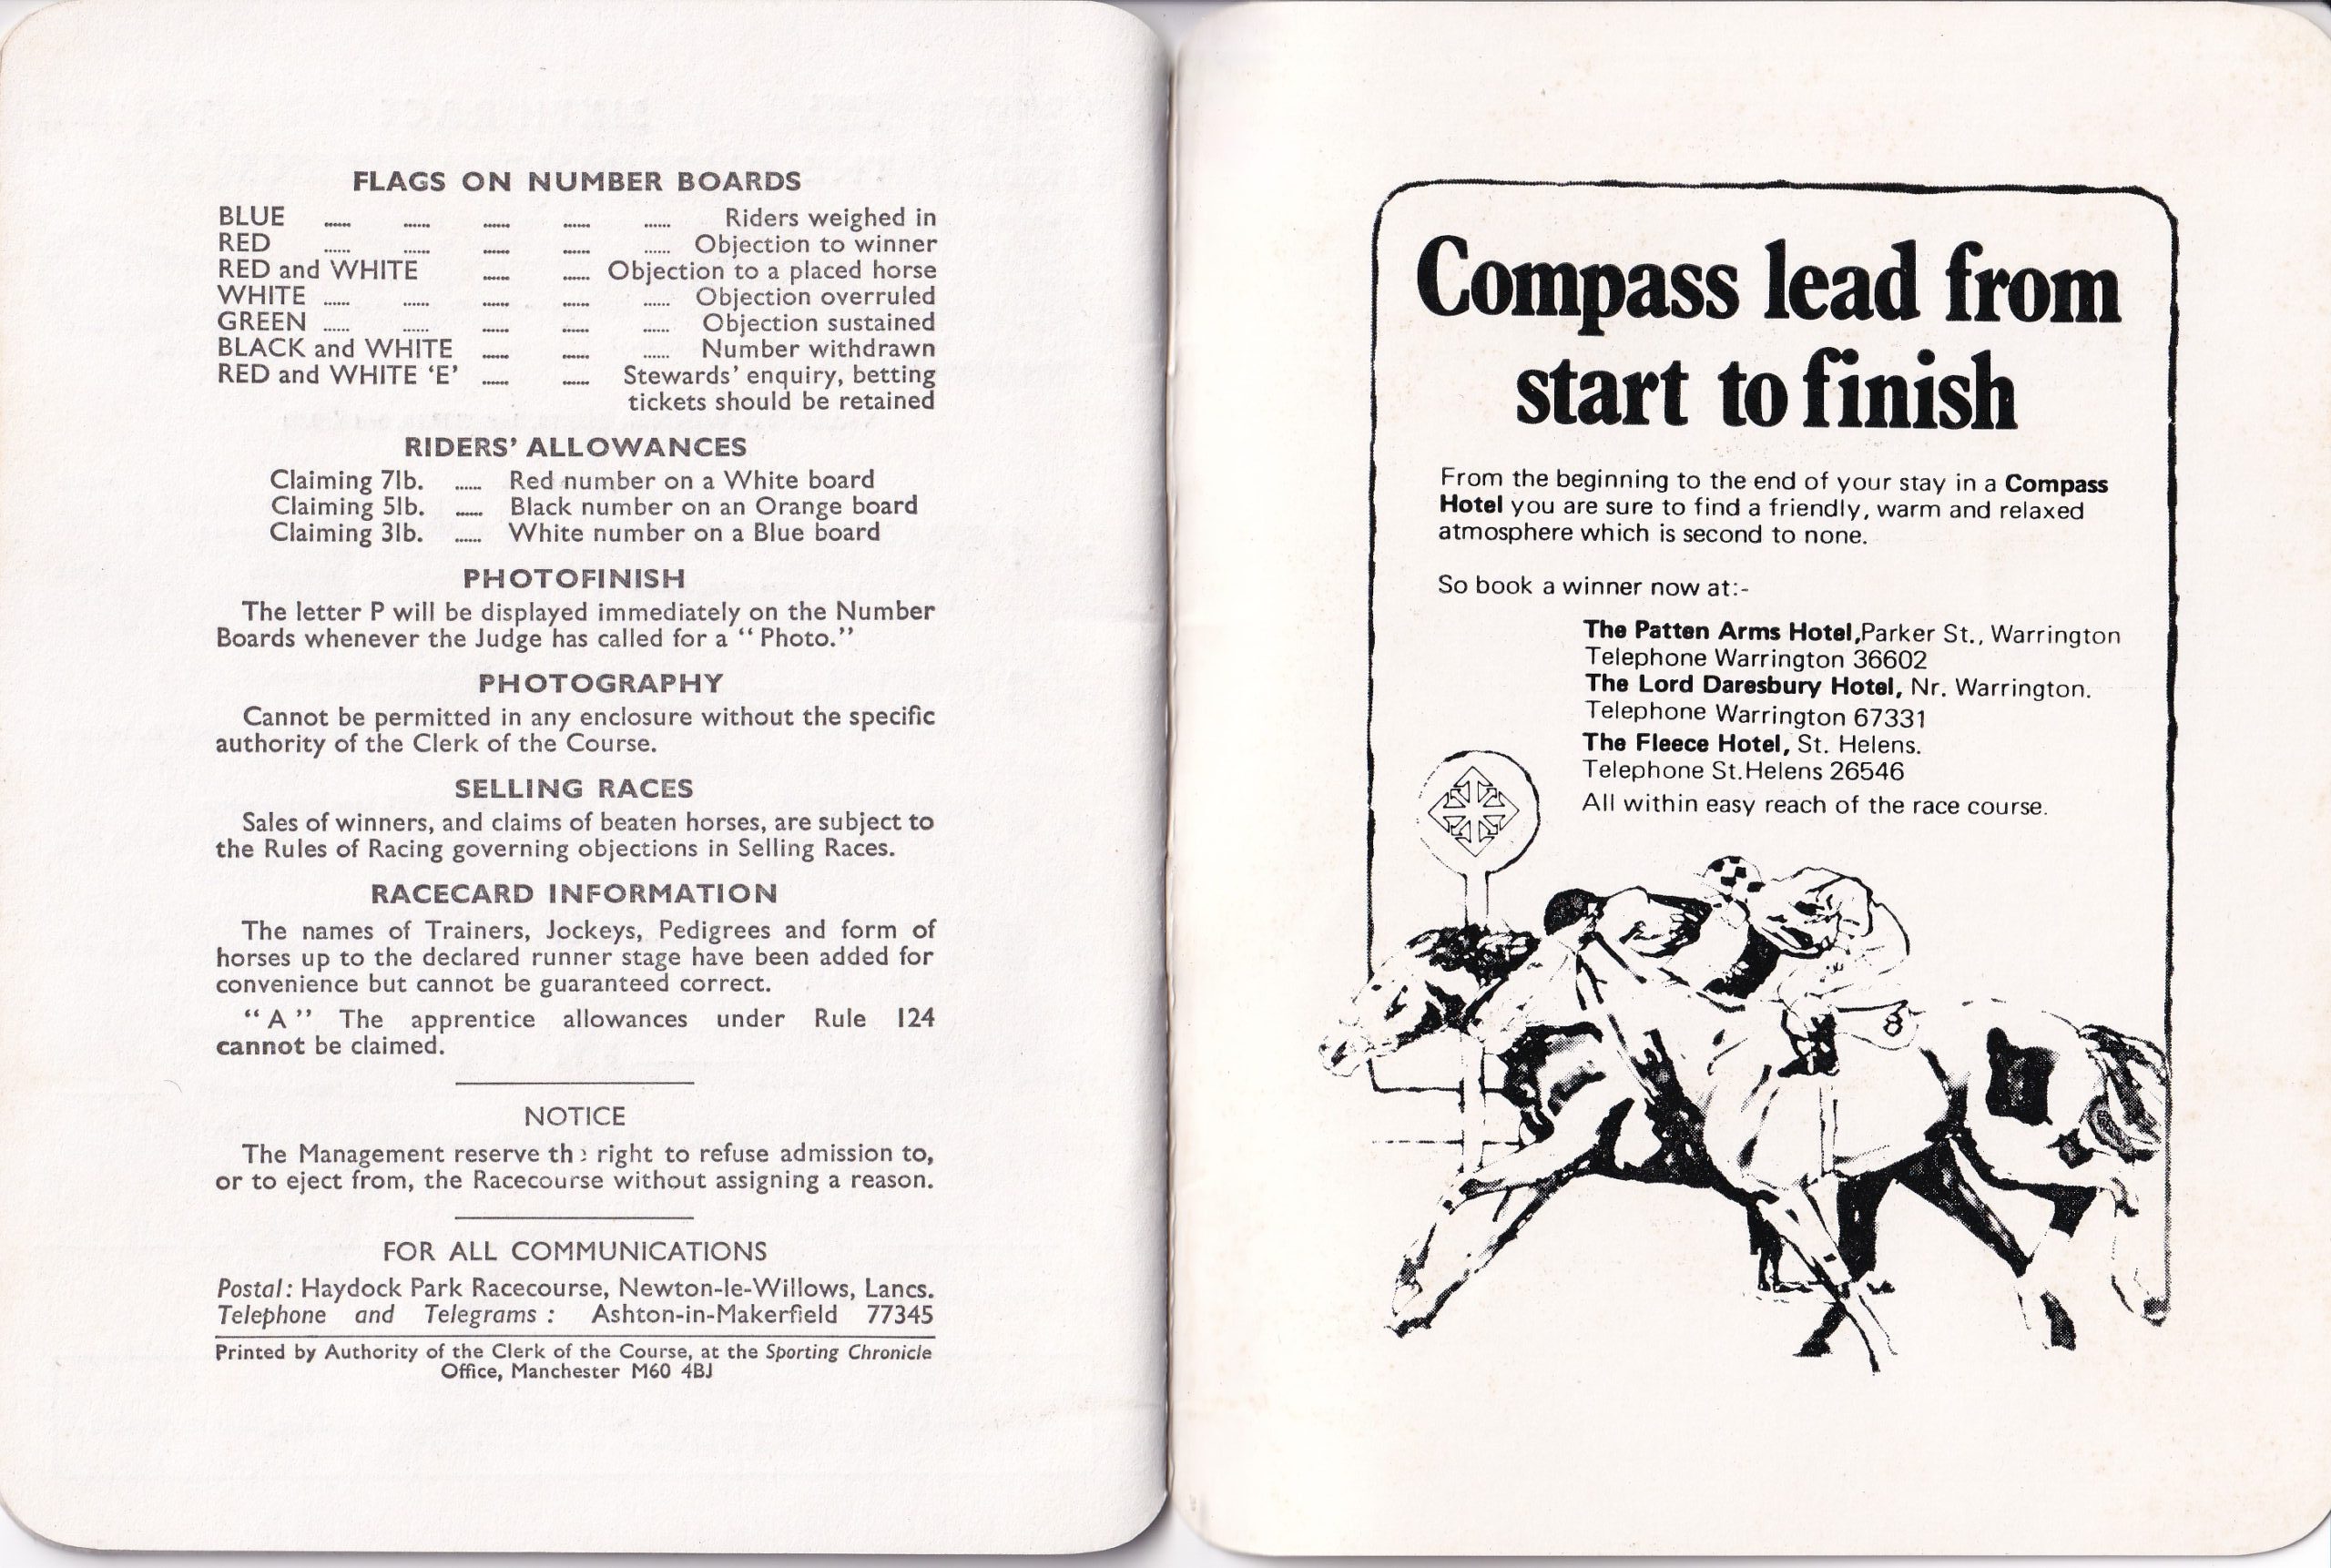 FLAGS ON NUMBER BOARDS
BLUE ...... ...... ...... ...... ...... Riders weighed in
RED ...... ...... ...... ...... ...... Objection to winner
RED and WHITE ...... ...... Objection to a placed horse
WHITE ...... ...... ...... ...... ...... Objection overruled
GREEN ...... ...... ...... ...... ...... Objection sustained
BLACK and WHITE ...... ...... ...... Number withdrawn
RED and WHITE ‘E’ ...... ...... Stewards’ enquiry, betting
tickets should be retained
RIDERS’ ALLOWANCES
Claiming 7lb. ...... Red number on a White board
Claiming 5lb. ...... Black number on an Orange board
Claiming 3lb. ...... White number on a Blue board
PHOTOFINISH
The letter P will be displayed immediately on the Number
Boards whenever the Judge has called for a “ Photo.”
PHOTOGRAPHY
Cannot be permitted in any enclosure without the specific
authority of the Clerk of the Course.
SELLING RACES
Sales of winners, and claims of beaten horses, are subject to
the Rules of Racing governing objections in Selling Races.
RACECARD INFORMATION
The names of Trainers, Jockeys, Pedigrees and form of
horses up to the declared runner stage have been added for
convenience but cannot be guaranteed correct.
“ A ” The apprentice allowances under Rule 124
cannot be claimed.
NOTICE
The Management reserve the right to refuse admission to,
or to eject from, the Racecourse without assigning a reason.
FOR ALL COMMUNICATIONS
Postal: Haydock Park Racecourse, Newton-le-Willows, Lancs.
Telephone and Telegrams : Ashton-in-Makerfield 77345
Printed by Authority of the Clerk of the Course, at the Sporting Chronicle
Office, Manchester M60 4BJ
Compass lead from
start to finish
From the beginning to the end of your stay in a Compass
Hotel you are sure to find a friendly, warm and relaxed
atmosphere which is second to none.
So book a winner now at:-
The Patten Arms Hotel,Parker St., Warrington
Telephone Warrington 36602
The Lord Daresbury Hotel, Nr. Warrington.
Telephone Warrington 67331
The Fleece Hotel, St. Helens.
Telephone St.Helens 26546
All within easy reach of the race course.
8